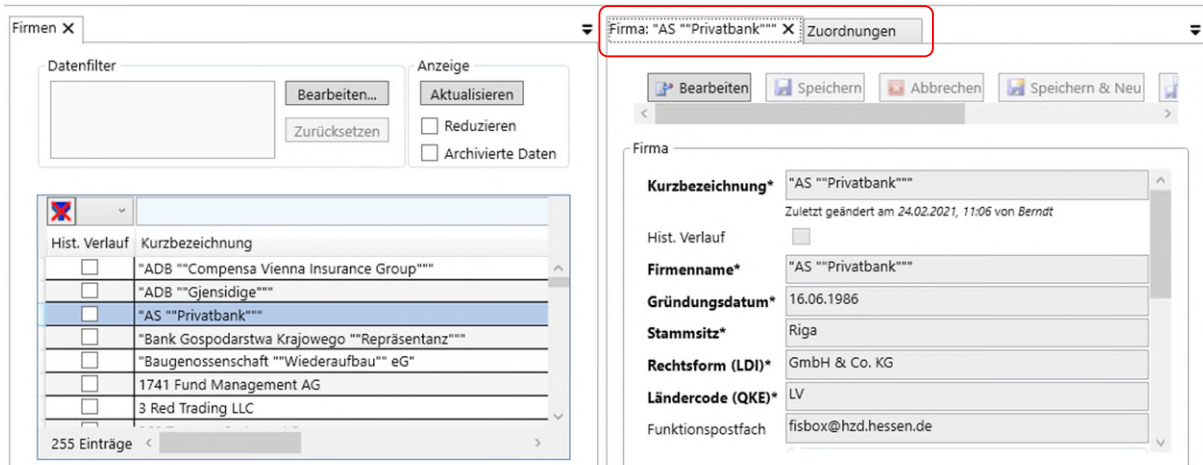 Firmen X
Datenfilter
Bearbeiten...
Zurücksetzen
Anzeige
Aktualisieren
Reduzieren
Archivierte Daten
Hist. Verlauf Kurzbezeichnung
"ADB ""Compensa Vienna Insurance Group"""
"ADB ""Gjensidige"""
"AS ""Privatbank"""
"Bank Gospodarstwa Krajowego ""Repräsentanz"""
"Baugenossenschaft ""Wiederaufbau"" eG"
1741 Fund Management AG
3 Red Trading LLC
255 Einträge
Firma: "AS ""Privatbank""" X Zuordnungen
Bearbeiten Speichern Abbrechen Speichern & Neu
Firma
Kurzbezeichnung* "AS ""Privatbank"""
Zuletzt geändert am 24.02.2021, 11:06 von Berndt
Hist. Verlauf
Firmenname* "AS ""Privatbank"""
Gründungsdatum* 16.06.1986
Stammsitz* Riga
Rechtsform (LDI)* GmbH & Co. KG
Ländercode (QKE)* LV
Funktionspostfach fisbox@hzd.hessen.de